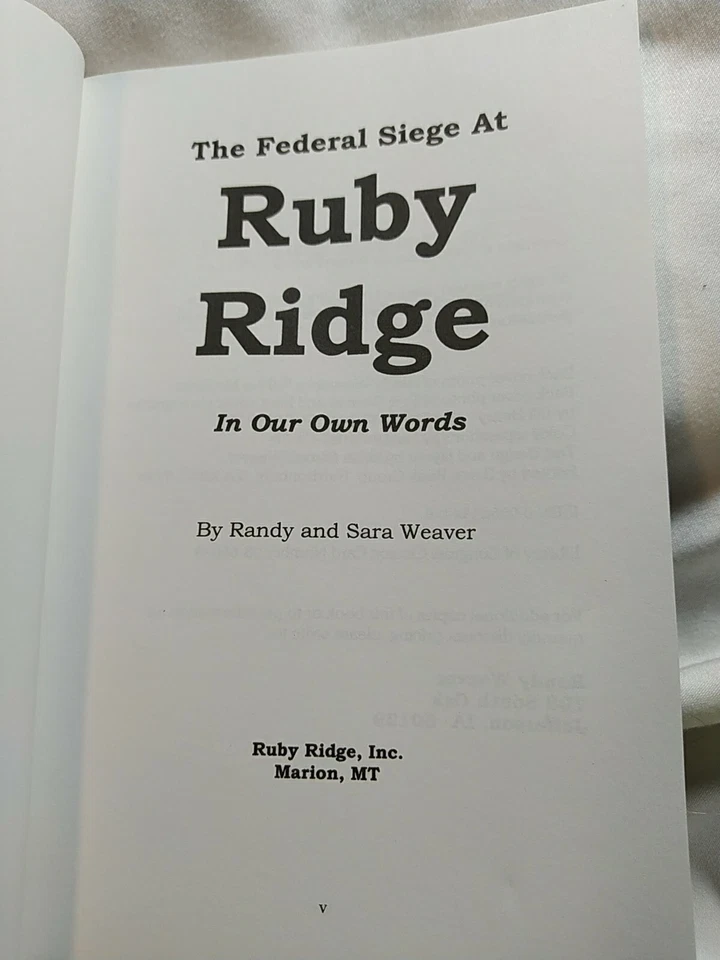 The Federal Siege At
Ruby
Ridge
In Our Own Words
By Randy and Sara Weaver
Ruby Ridge, Inc.
Marion, MT
v